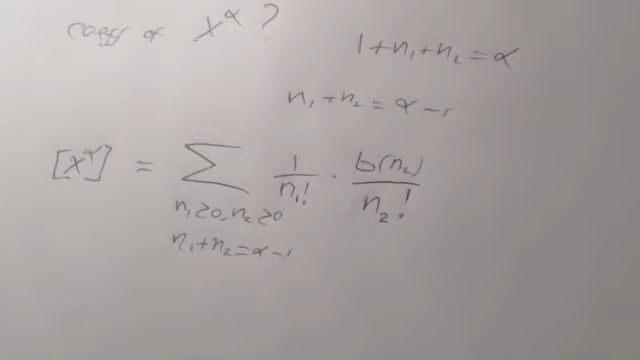 coeff of X^α ?
1 + n₁ + n₂ = α
n₁ + n₂ = α - 1
[X^α] = Σ 1/n₁! · b(n₂)/n₂!
n₁≥0, n₂≥0
n₁ + n₂ = α - 1